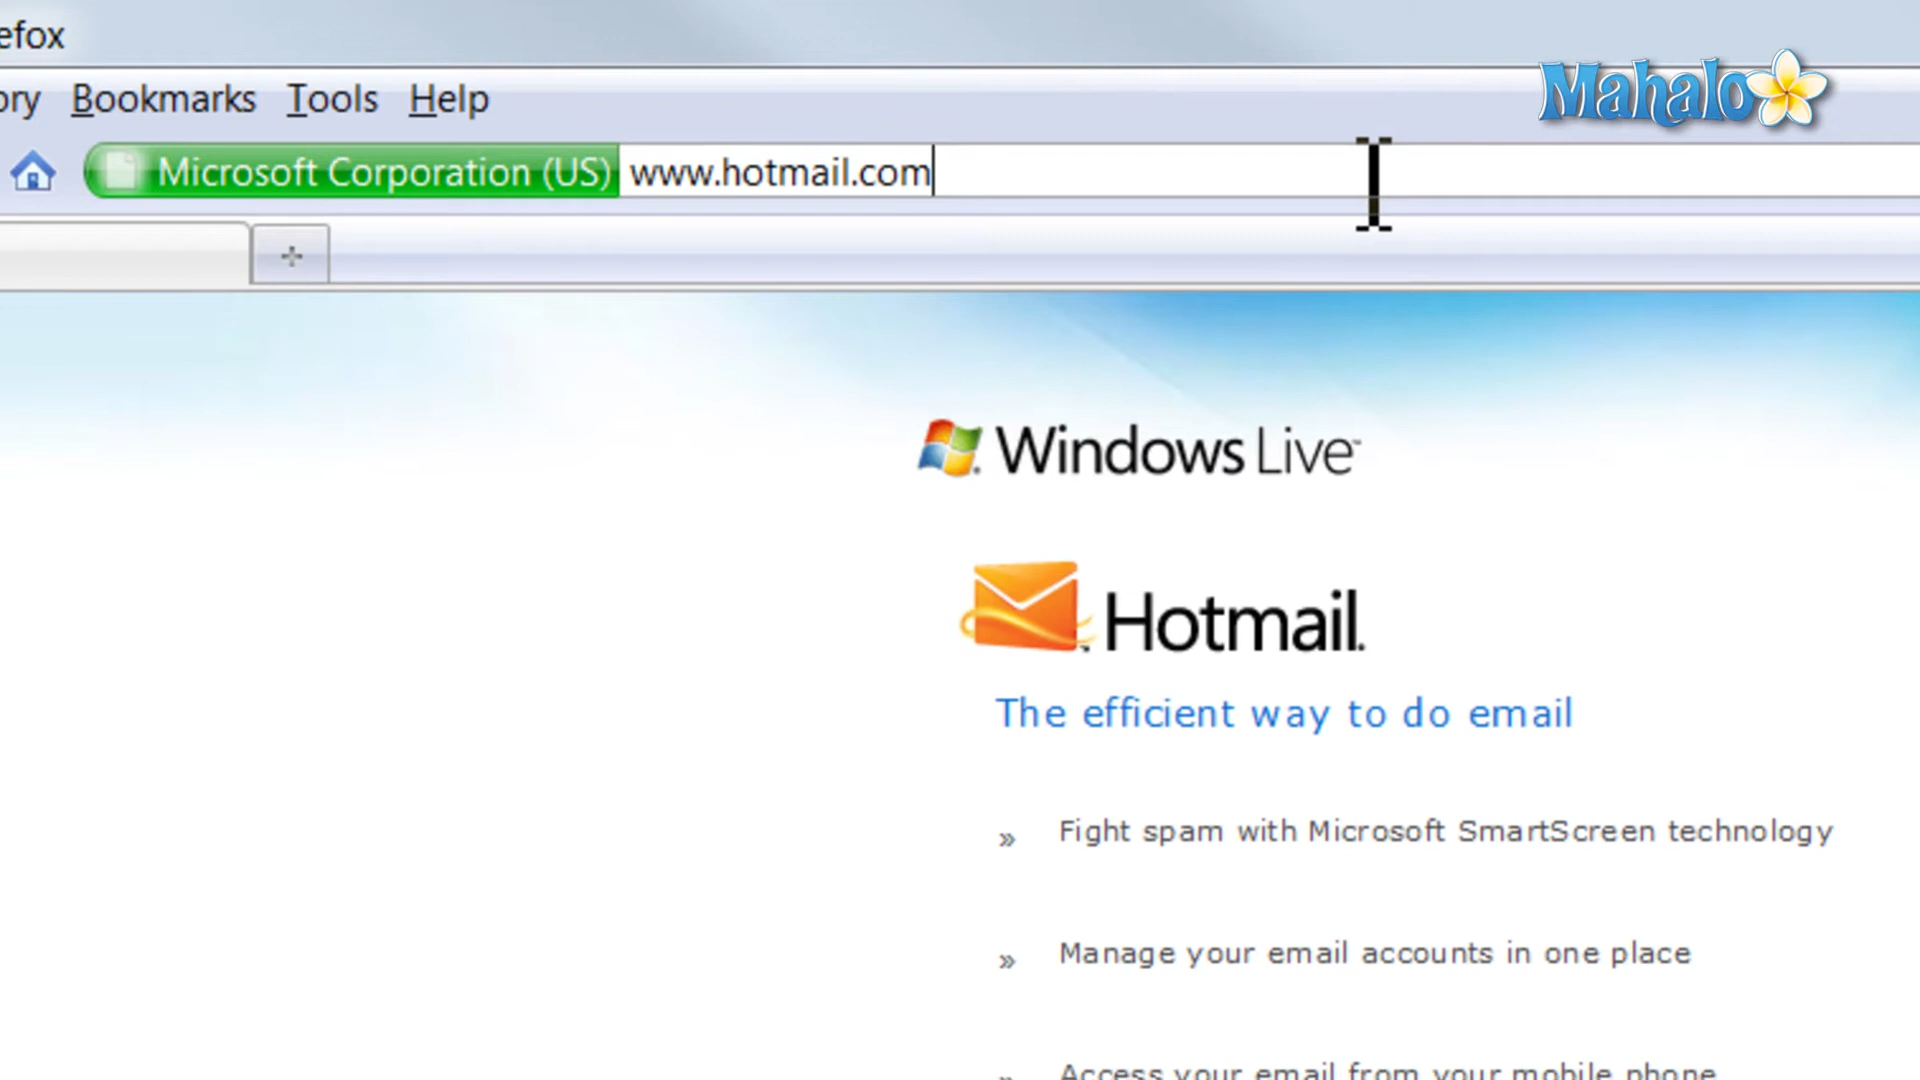 efox
ory Bookmarks Tools Help
Mahalo
Microsoft Corporation (US) www.hotmail.com
Windows Live™
Hotmail.
The efficient way to do email
» Fight spam with Microsoft SmartScreen technology
» Manage your email accounts in one place
» Access your email from your mobile phone